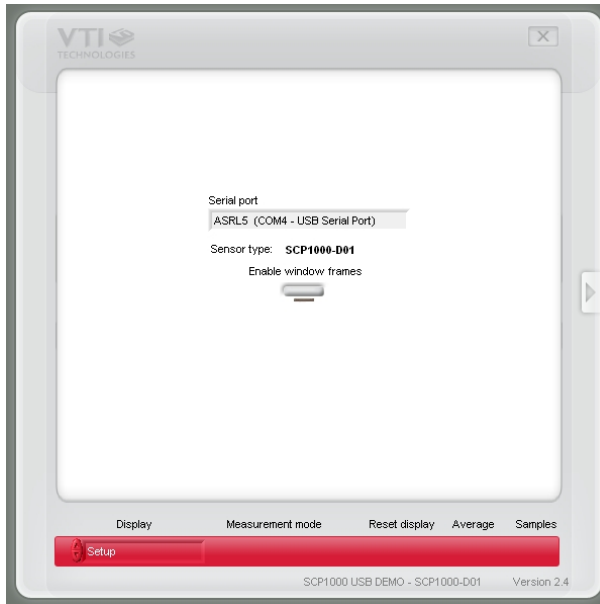 VTI
TECHNOLOGIES
Serial port
ASRL5 (COM4 - USB Serial Port)
Sensor type: SCP1000-D01
Enable window frames
Display Measurement mode Reset display Average Samples
Setup
SCP1000 USB DEMO - SCP1000-D01 Version 2.4